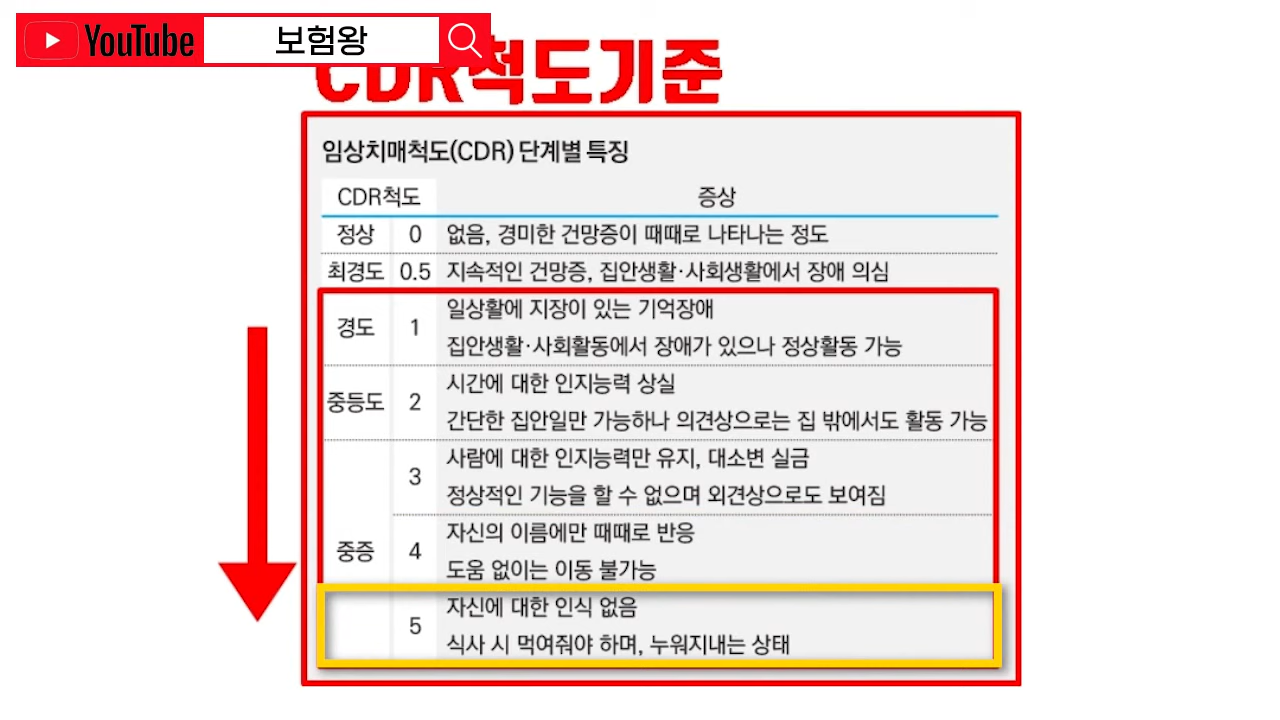 YouTube 보험왕
CDR척도기준
임상치매척도(CDR) 단계별 특징
CDR척도 증상
정상 0 없음, 경미한 건망증이 때때로 나타나는 정도
최경도 0.5 지속적인 건망증, 집안생활·사회생활에서 장애 의심
경도 1 일상활에 지장이 있는 기억장애
집안생활·사회활동에서 장애가 있으나 정상활동 가능
중등도 2 시간에 대한 인지능력 상실
간단한 집안일만 가능하나 의견상으로는 집 밖에서도 활동 가능
3 사람에 대한 인지능력만 유지, 대소변 실금
정상적인 기능을 할 수 없으며 외견상으로도 보여짐
중증 4 자신의 이름에만 때때로 반응
도움 없이는 이동 불가능
5 자신에 대한 인식 없음
식사 시 먹여줘야 하며, 누워지내는 상태